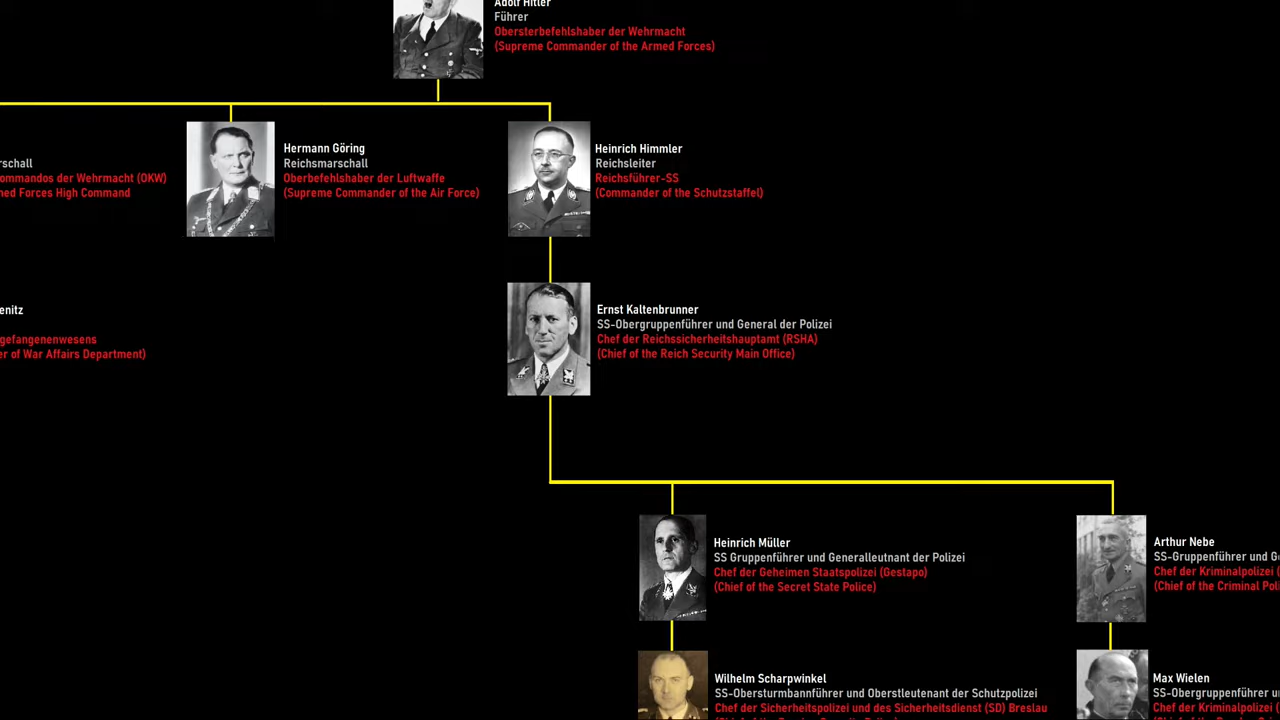 Adolf Hitler
Führer
Obersterbefehlshaber der Wehrmacht
(Supreme Commander of the Armed Forces)
rschall
ommandos der Wehrmacht (OKW)
med Forces High Command
Hermann Göring
Reichsmarschall
Oberbefehlshaber der Luftwaffe
(Supreme Commander of the Air Force)
Heinrich Himmler
Reichsleiter
Reichsführer-SS
(Commander of the Schutzstaffel)
enitz
gefangenenwesens
er of War Affairs Department)
Ernst Kaltenbrunner
SS-Obergruppenführer und General der Polizei
Chef der Reichssicherheitshauptamt (RSHA)
(Chief of the Reich Security Main Office)
Heinrich Müller
SS Gruppenführer und Generalleutnant der Polizei
Chef der Geheimen Staatspolizei (Gestapo)
(Chief of the Secret State Police)
Arthur Nebe
SS-Gruppenführer und G
Chef der Kriminalpolizei (
(Chief of the Criminal Poli
Wilhelm Scharpwinkel
SS-Obersturmbannführer und Oberstleutenant der Schutzpolizei
Chef der Sicherheitspolizei und des Sicherheitsdienst (SD) Breslau
Max Wielen
SS-Obergruppenführer u
Chef der Kriminalpolizei (